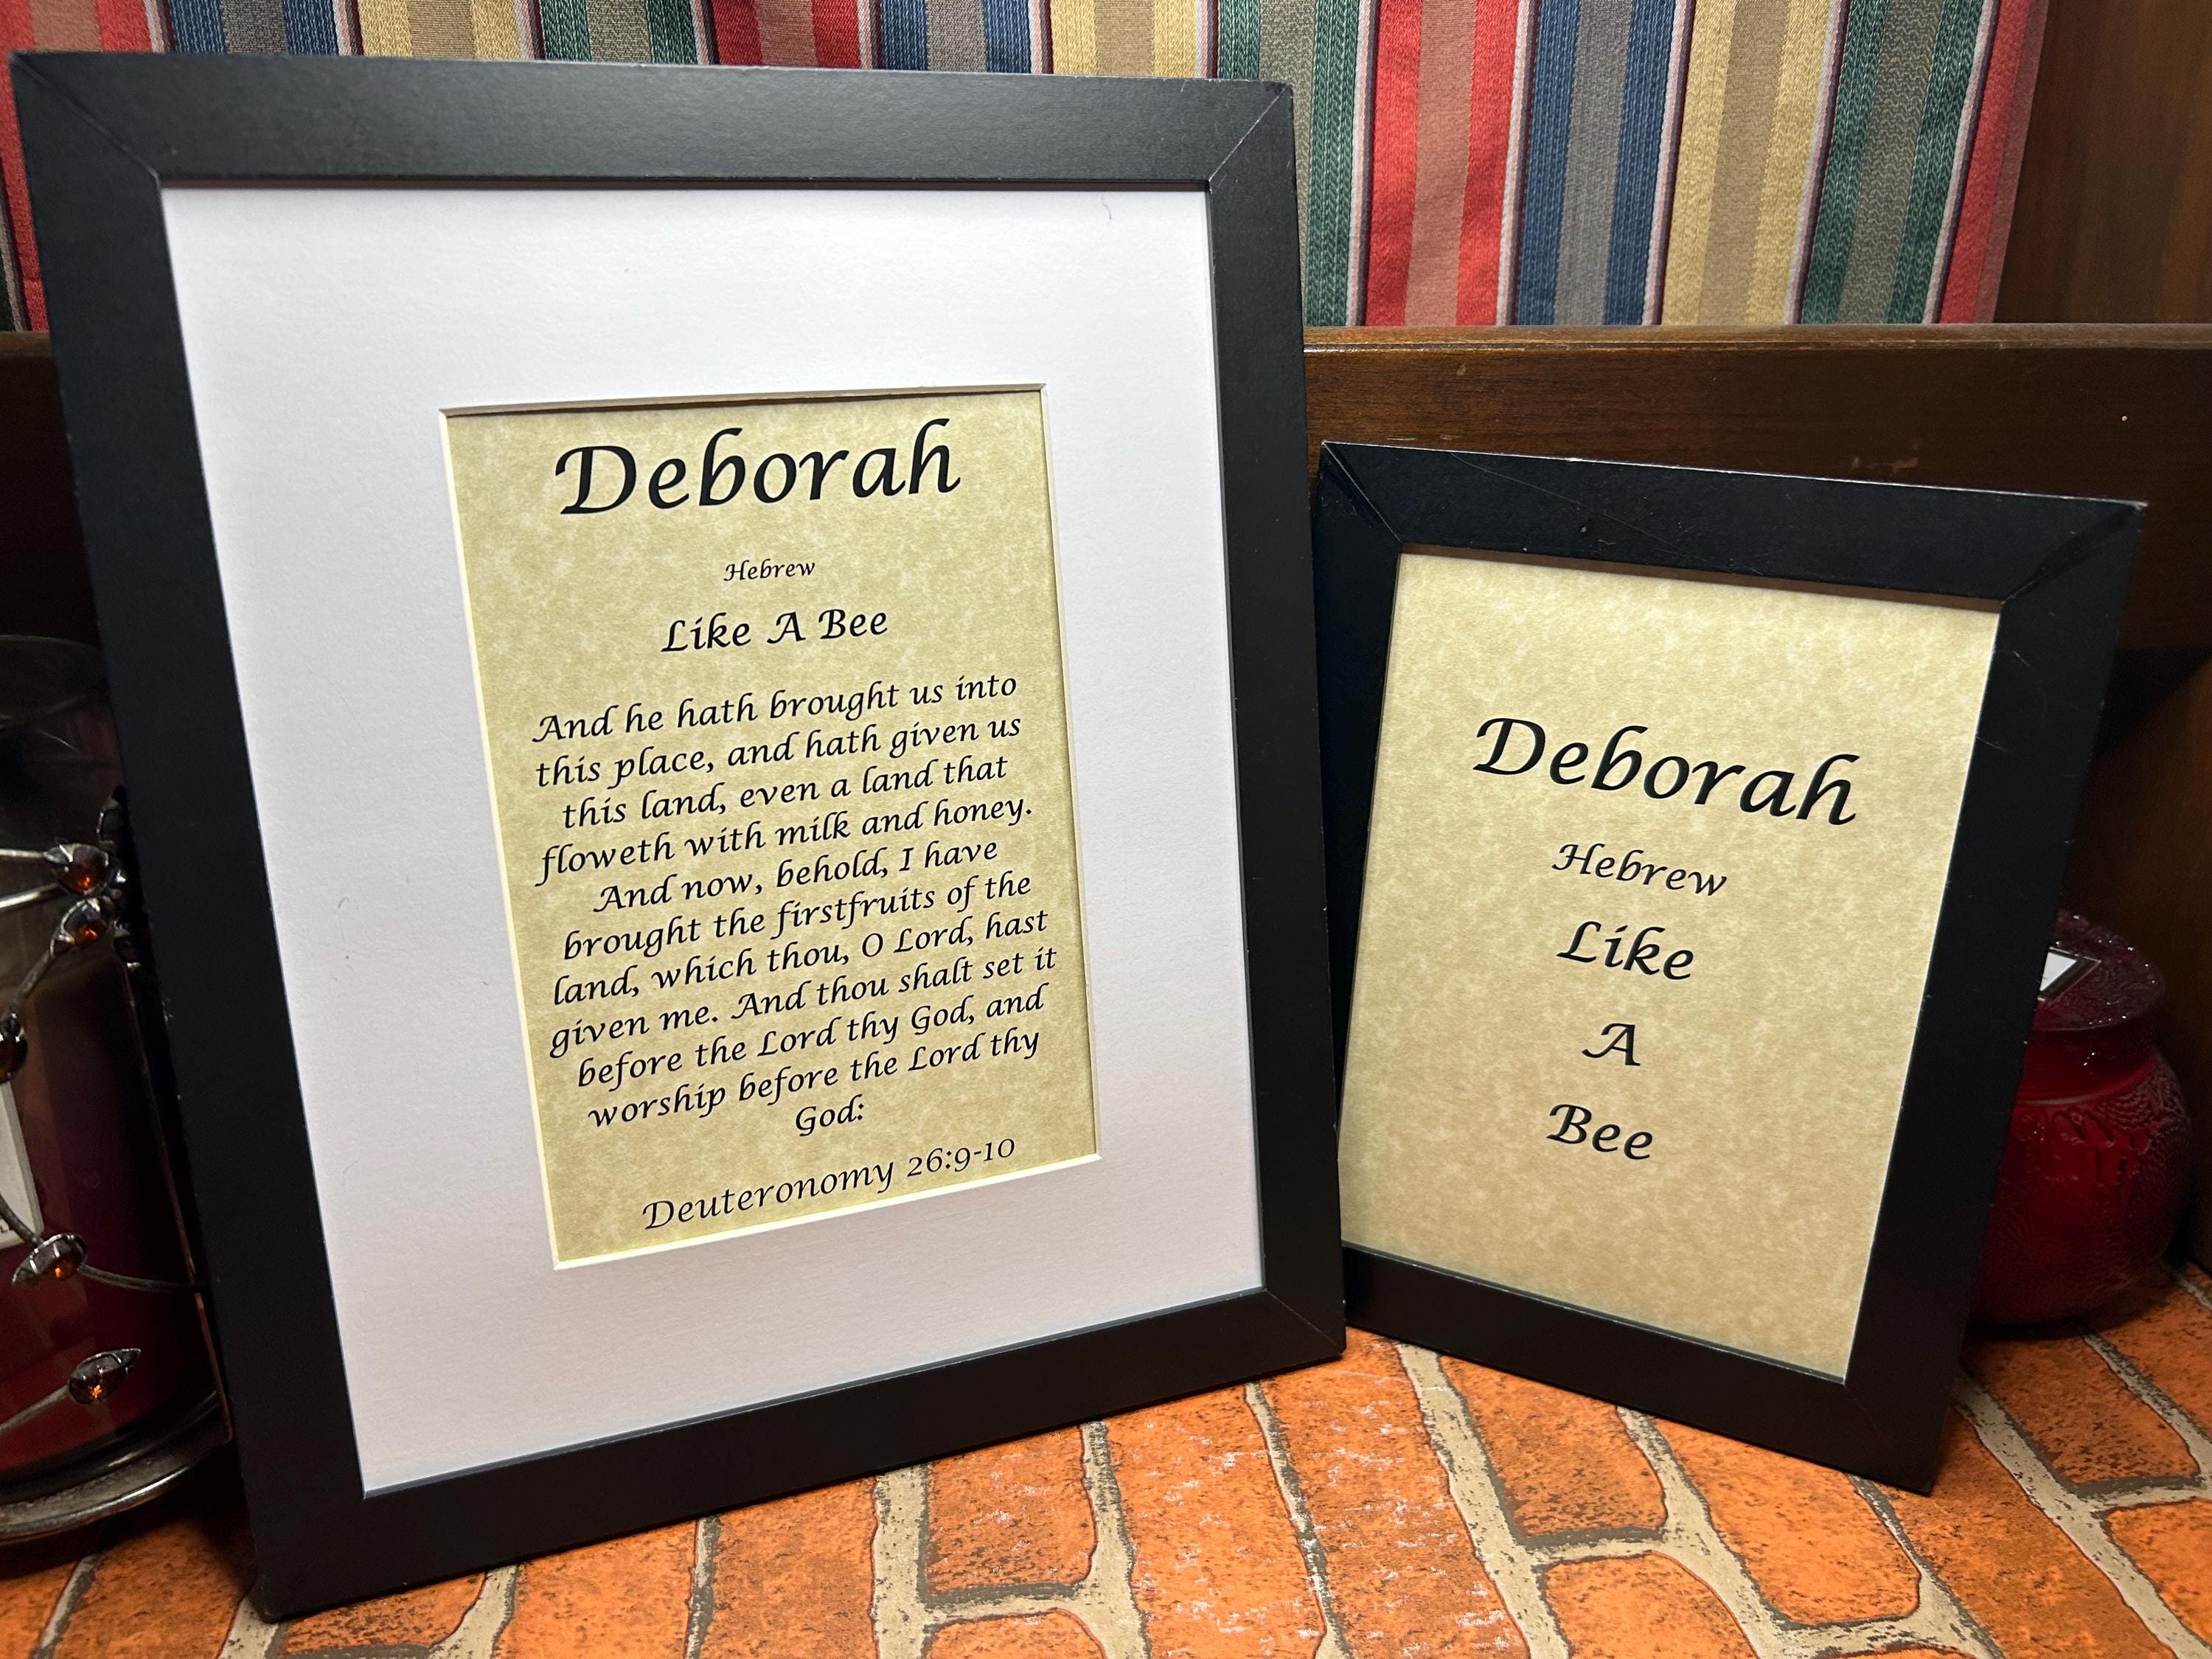 Deborah
Hebrew
Like A Bee
And he hath brought us into
this place, and hath given us
this land, even a land that
floweth with milk and honey.
And now, behold, I have
brought the firstfruits of the
land, which thou, O Lord, hast
given me. And thou shalt set it
before the Lord thy God, and
worship before the Lord thy
God:
Deuteronomy 26:9-10
Deborah
Hebrew
Like
A
Bee